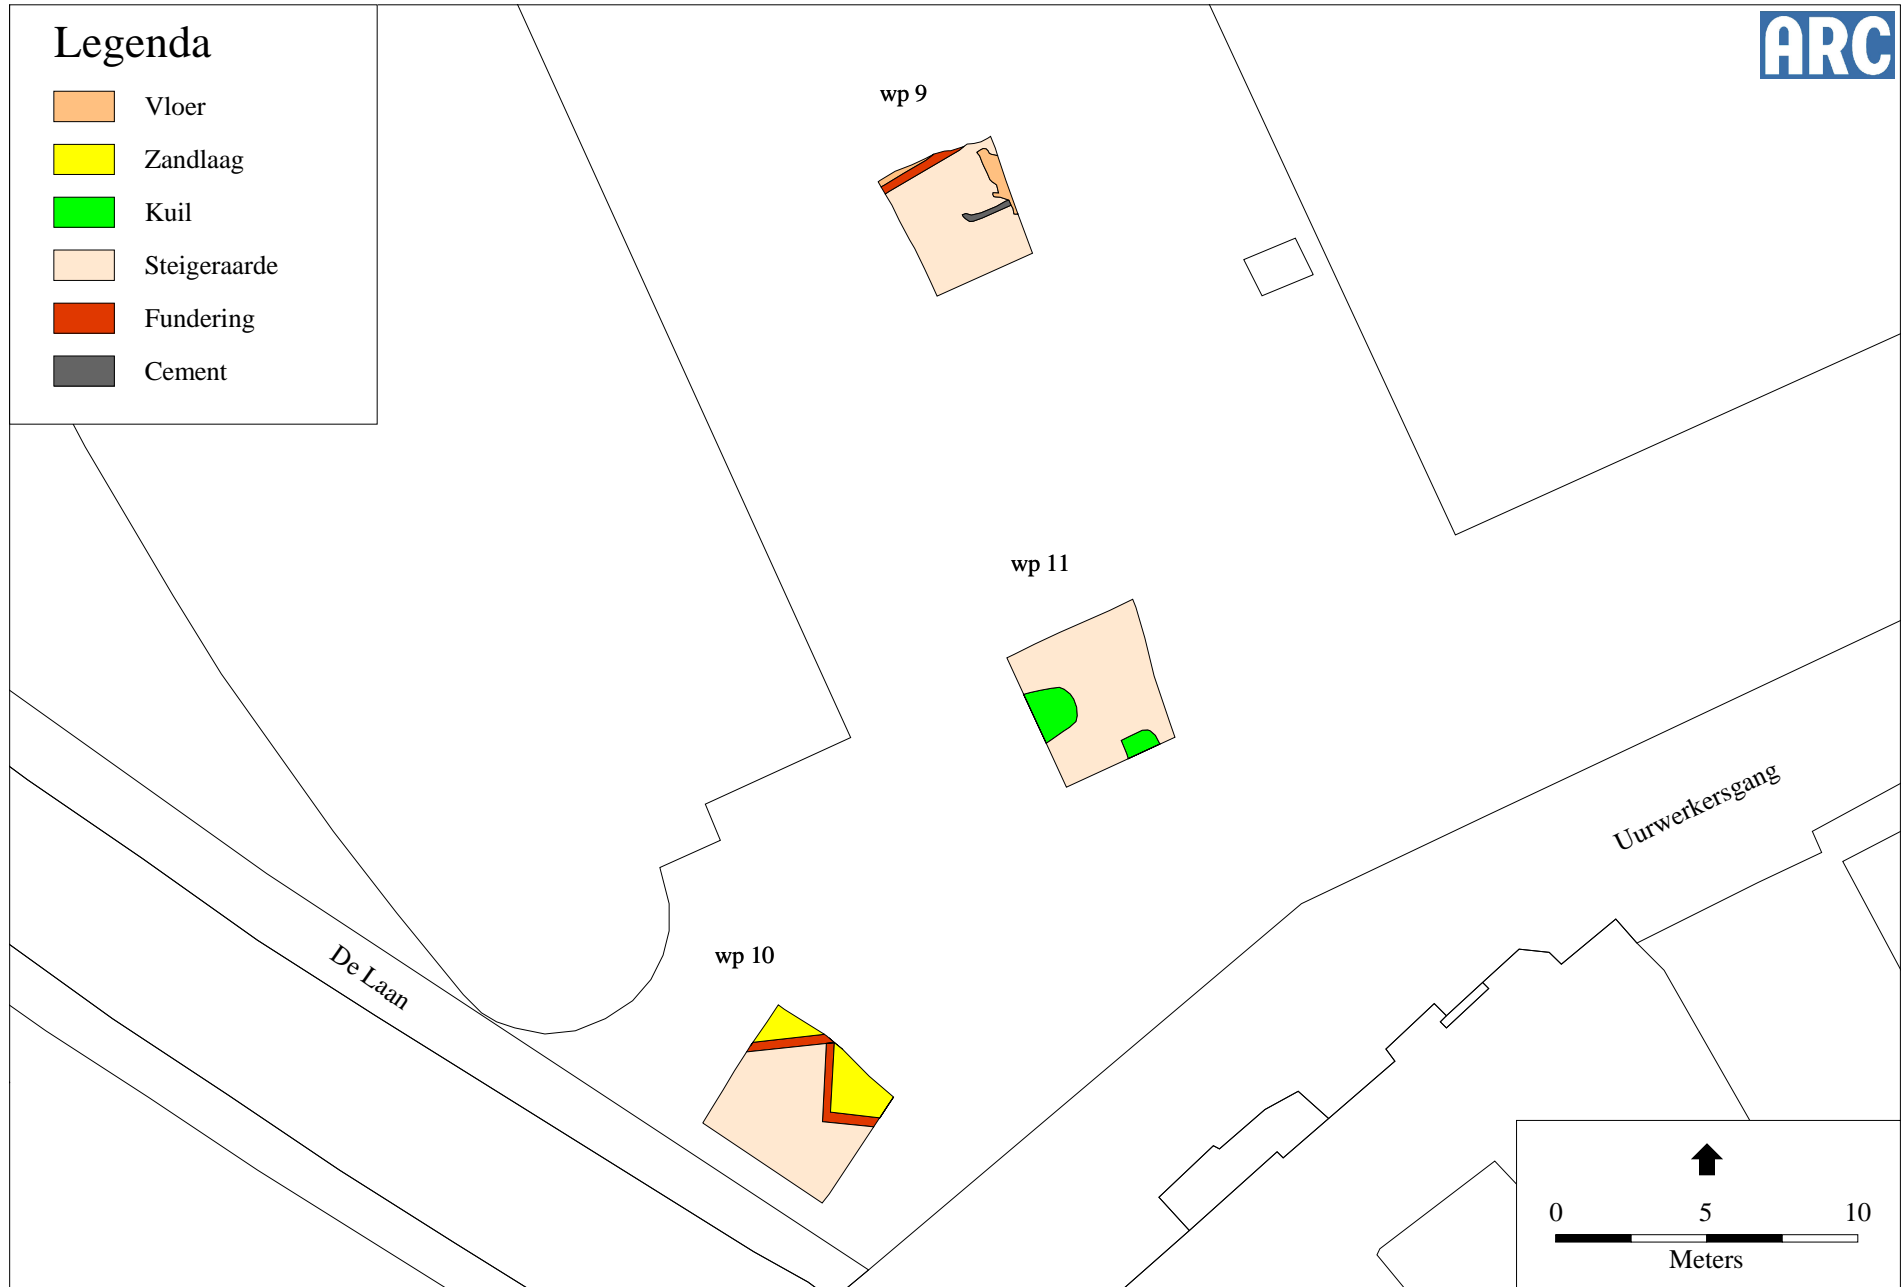 Legenda
Vloer
Zandlaag
Kuil
Steigeraarde
Fundering
Cement
ARC
wp 9
wp 11
Uurwerkersgang
wp 10
De Laan
0 5 10
Meters